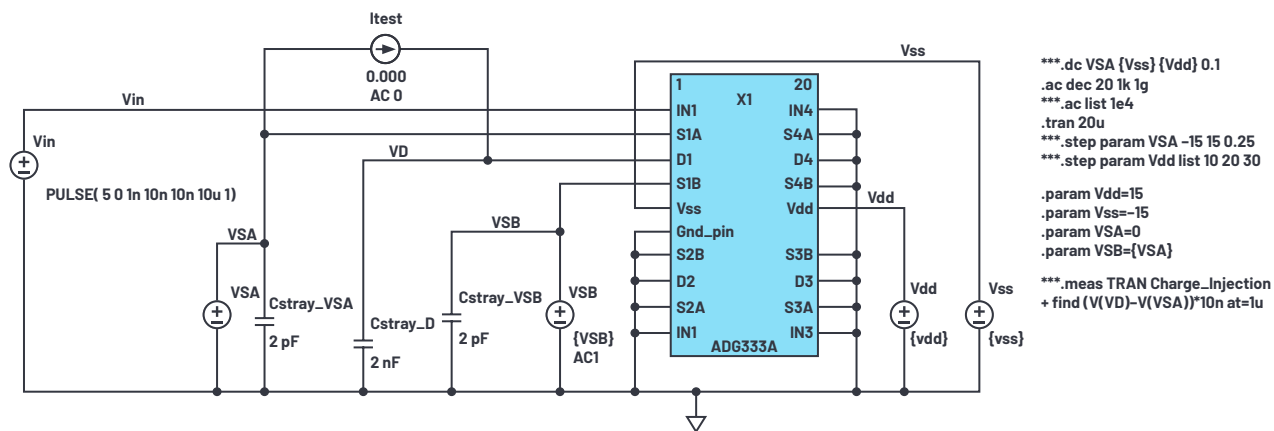 Itest
0.000
AC 0
Vin
Vin
PULSE( 5 0 1n 10n 10n 10u 1)
VSA
VSA
Cstray_VSA
2 pF
VD
Cstray_D
2 nF
VSB
Cstray_VSB
2 pF
VSB
{VSB}
AC1
1
20
X1
IN1
IN4
S1A
S4A
D1
D4
S1B
S4B
Vss
Vdd
Gnd_pin
S2B
S3B
D2
D3
S2A
S3A
IN1
IN3
ADG333A
Vss
Vdd
Vdd
{vdd}
Vss
{vss}
***.dc VSA {Vss} {Vdd} 0.1
.ac dec 20 1k 1g
***.ac list 1e4
.tran 20u
***.step param VSA –15 15 0.25
***.step param Vdd list 10 20 30
.param Vdd=15
.param Vss=–15
.param VSA=0
.param VSB={VSA}
***.meas TRAN Charge_Injection
+ find (V(VD)–V(VSA))*10n at=1u